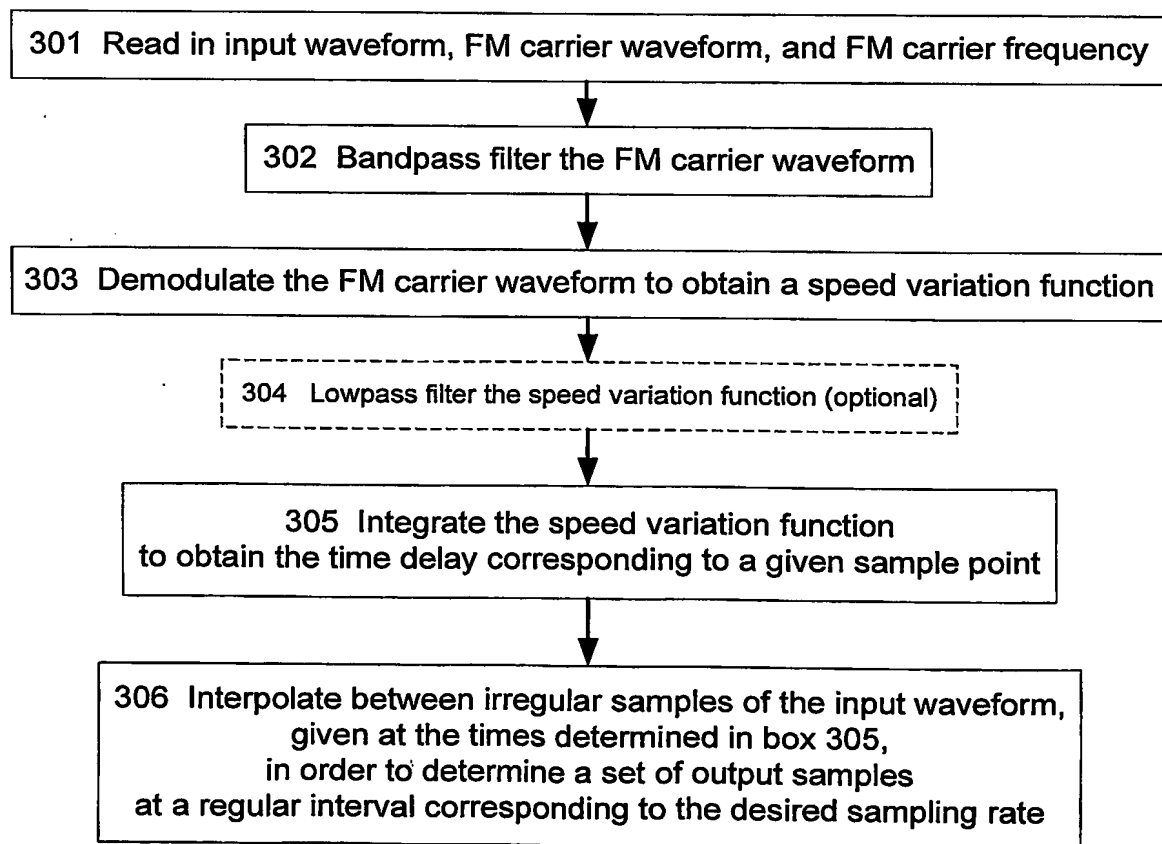 301 Read in input waveform, FM carrier waveform, and FM carrier frequency
302 Bandpass filter the FM carrier waveform
303 Demodulate the FM carrier waveform to obtain a speed variation function
304 Lowpass filter the speed variation function (optional)
305 Integrate the speed variation function
to obtain the time delay corresponding to a given sample point
306 Interpolate between irregular samples of the input waveform,
given at the times determined in box 305,
in order to determine a set of output samples
at a regular interval corresponding to the desired sampling rate